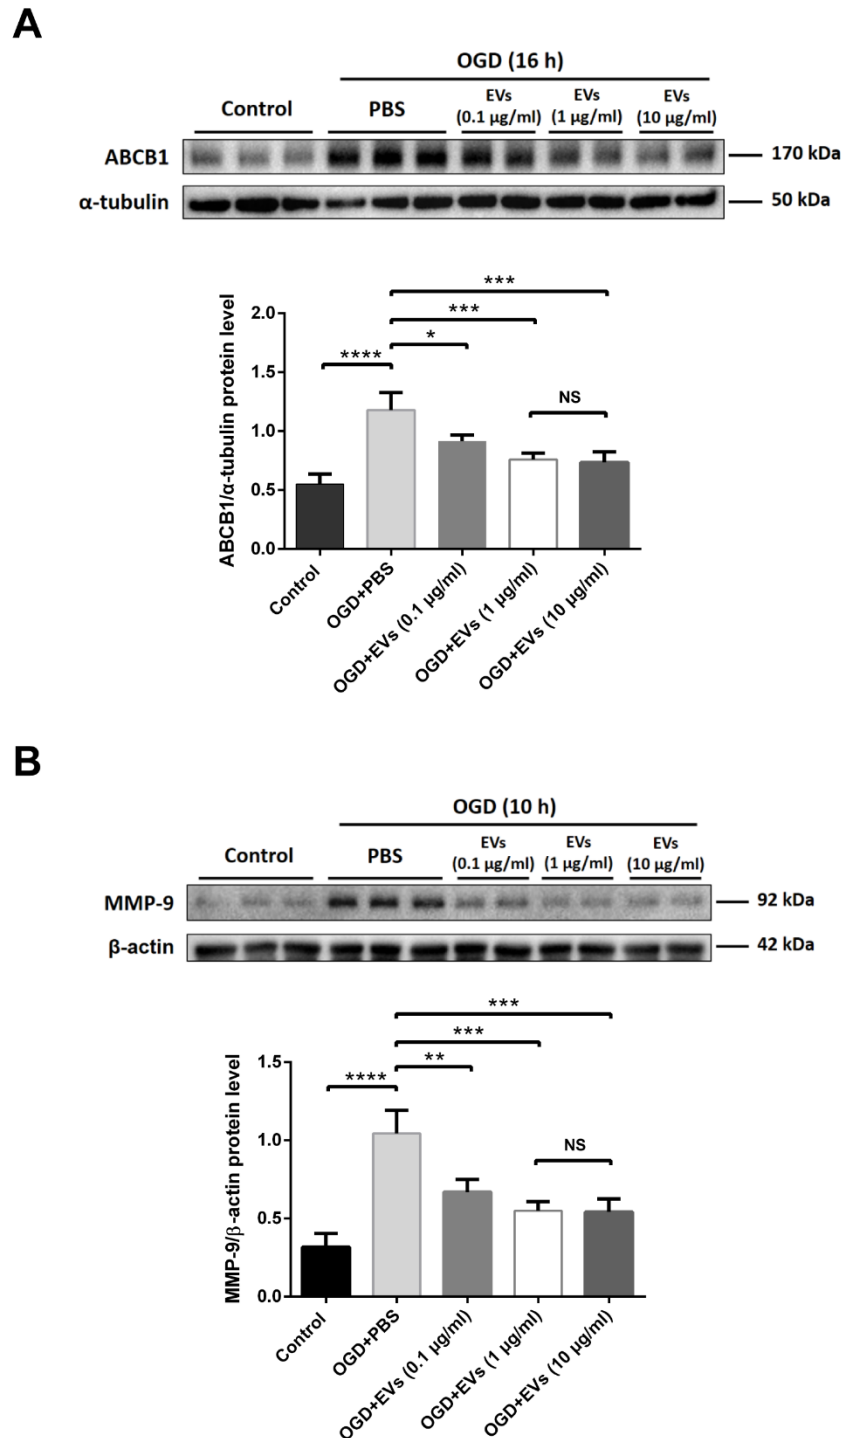 A
OGD (16 h)
Control PBS EVs (0.1 µg/ml) EVs (1 µg/ml) EVs (10 µg/ml)
ABCB1 170 kDa
α-tubulin 50 kDa
***
***
*
****
NS
2.0
1.5
1.0
0.5
0.0
ABCB1/α-tubulin protein level
Control
OGD+PBS
OGD+EVs (0.1 µg/ml)
OGD+EVs (1 µg/ml)
OGD+EVs (10 µg/ml)
B
OGD (10 h)
Control PBS EVs (0.1 µg/ml) EVs (1 µg/ml) EVs (10 µg/ml)
MMP-9 92 kDa
β-actin 42 kDa
***
***
**
****
NS
1.5
1.0
0.5
0.0
MMP-9/β-actin protein level
Control
OGD+PBS
OGD+EVs (0.1 µg/ml)
OGD+EVs (1 µg/ml)
OGD+EVs (10 µg/ml)